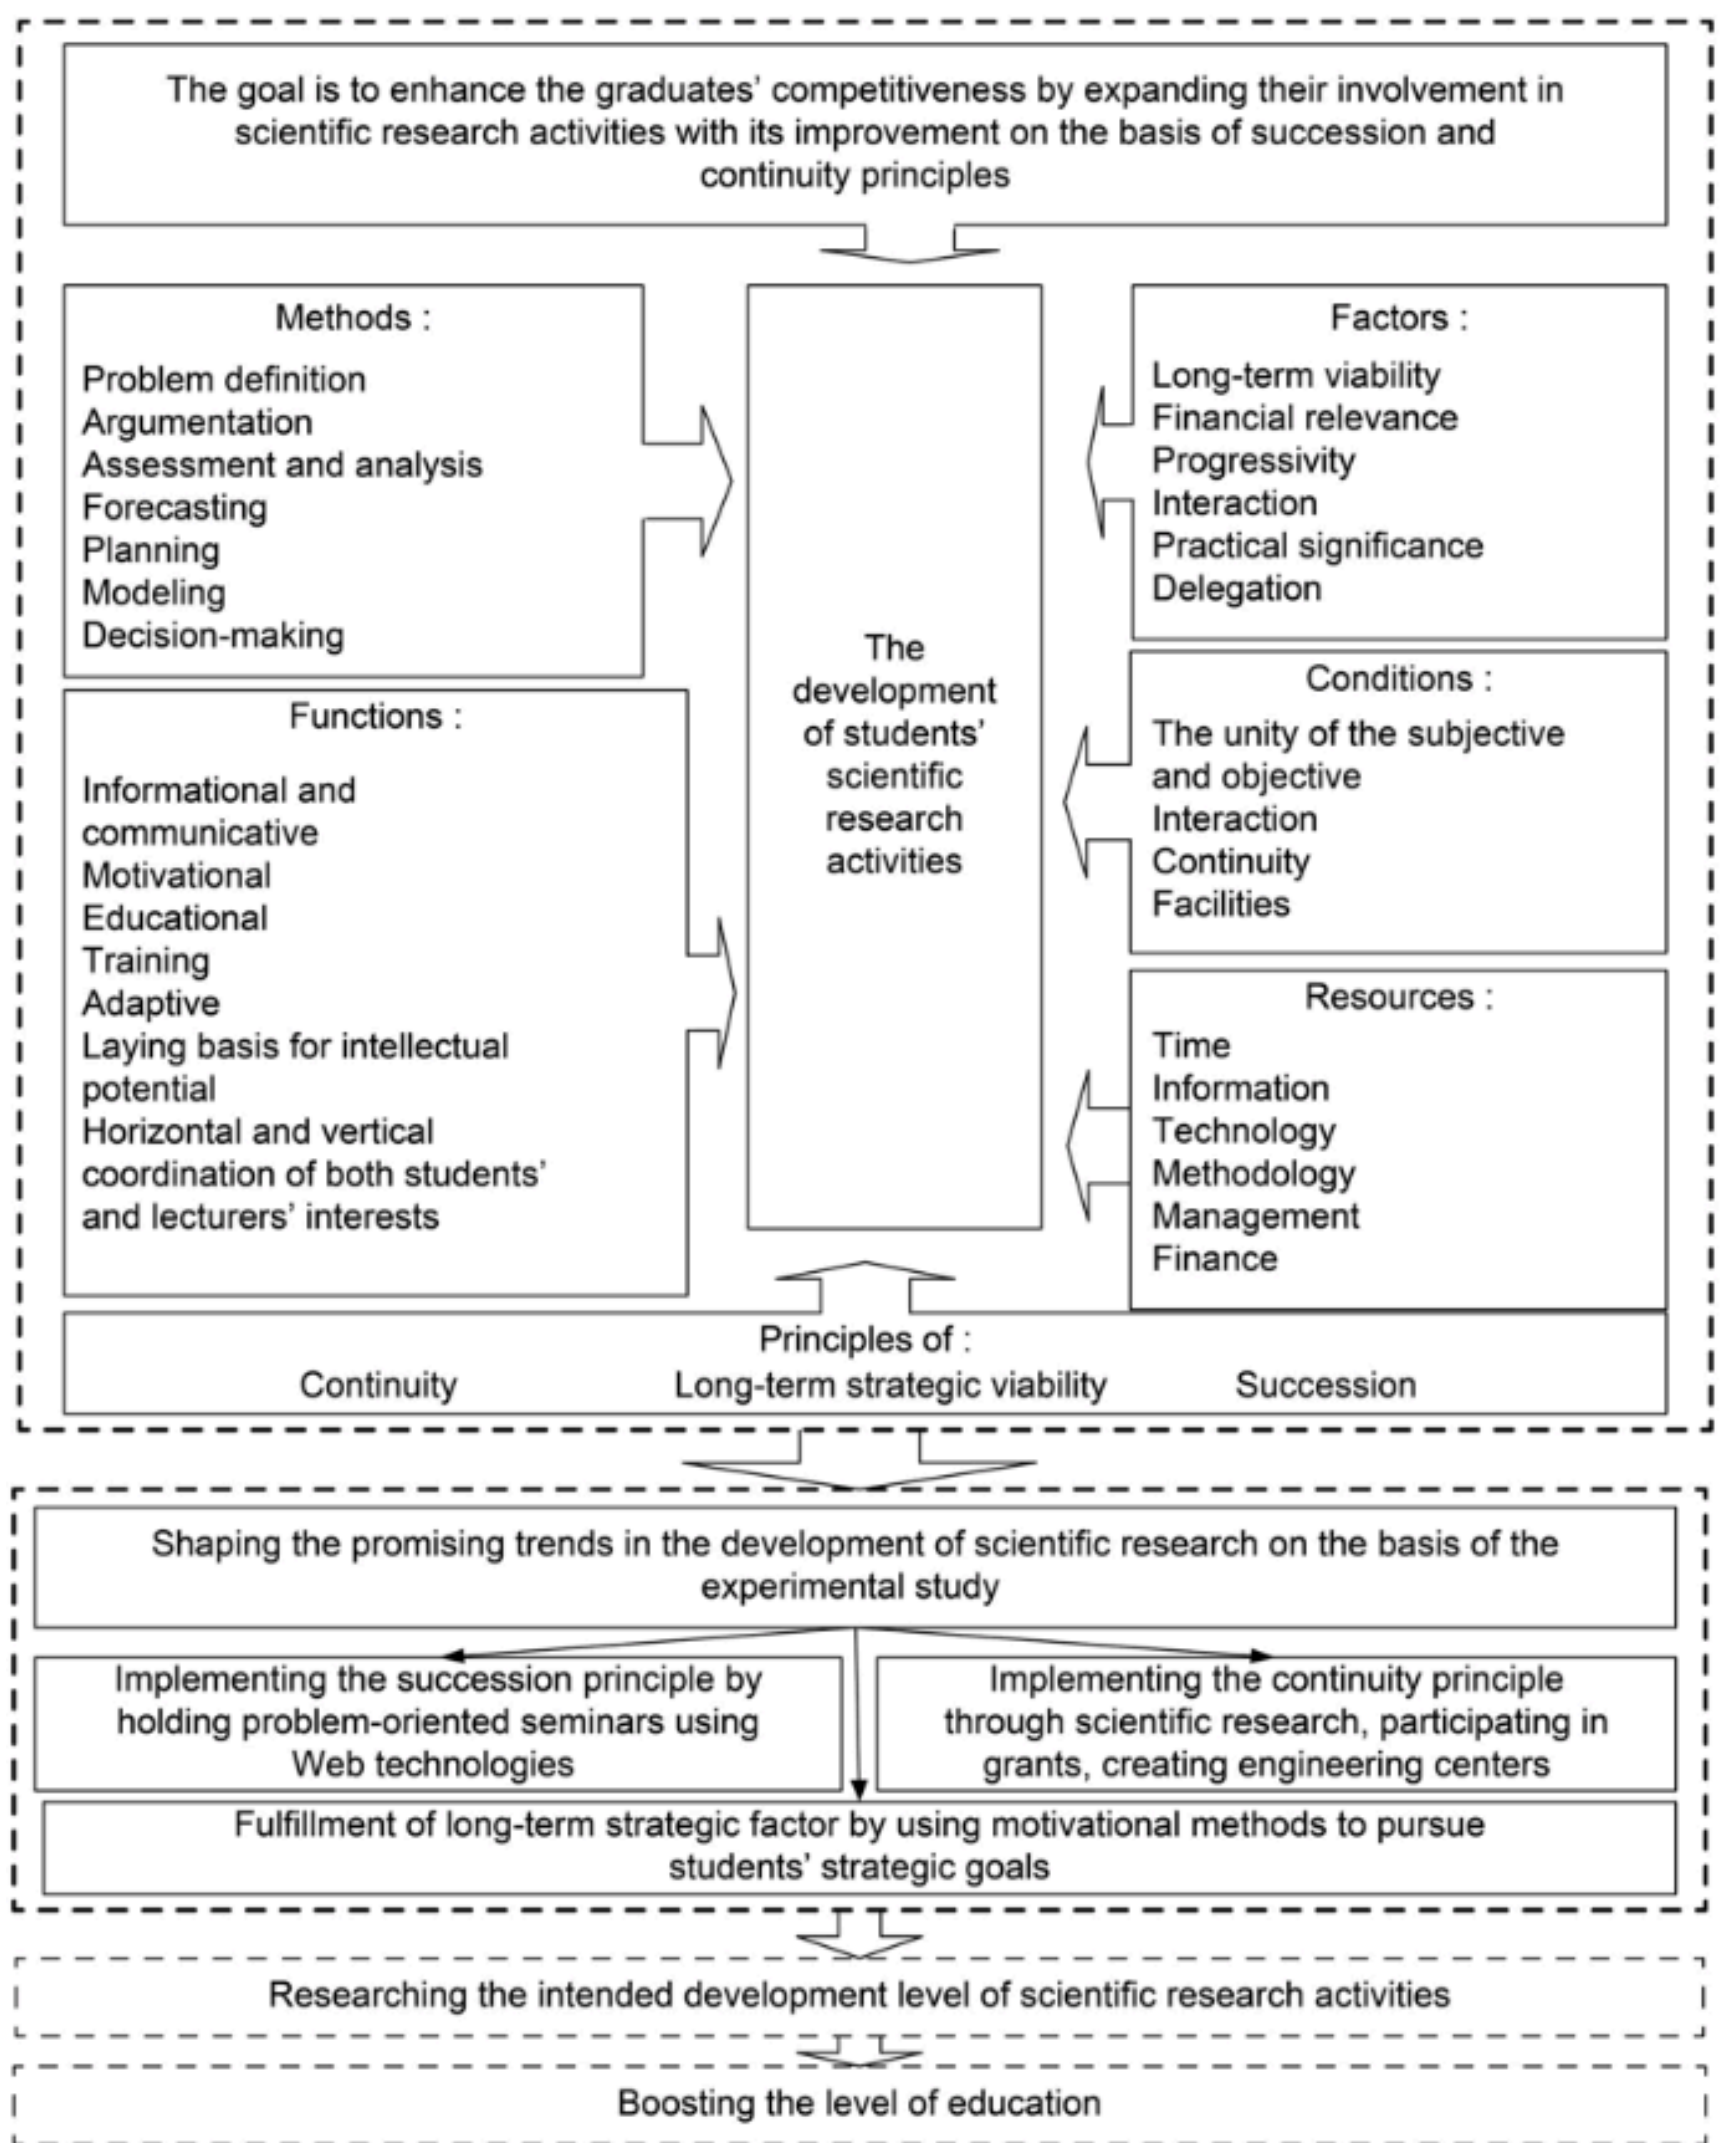 The goal is to enhance the graduates’ competitiveness by expanding their involvement in
scientific research activities with its improvement on the basis of succession and
continuity principles
Methods :
Problem definition
Argumentation
Assessment and analysis
Forecasting
Planning
Modeling
Decision-making
Functions :
Informational and
communicative
Motivational
Educational
Training
Adaptive
Laying basis for intellectual
potential
Horizontal and vertical
coordination of both students’
and lecturers’ interests
The
development
of students’
scientific
research
activities
Factors :
Long-term viability
Financial relevance
Progressivity
Interaction
Practical significance
Delegation
Conditions :
The unity of the subjective
and objective
Interaction
Continuity
Facilities
Resources :
Time
Information
Technology
Methodology
Management
Finance
Principles of :
Continuity Long-term strategic viability Succession
Shaping the promising trends in the development of scientific research on the basis of the
experimental study
Implementing the succession principle by
holding problem-oriented seminars using
Web technologies
Implementing the continuity principle
through scientific research, participating in
grants, creating engineering centers
Fulfillment of long-term strategic factor by using motivational methods to pursue
students’ strategic goals
Researching the intended development level of scientific research activities
Boosting the level of education